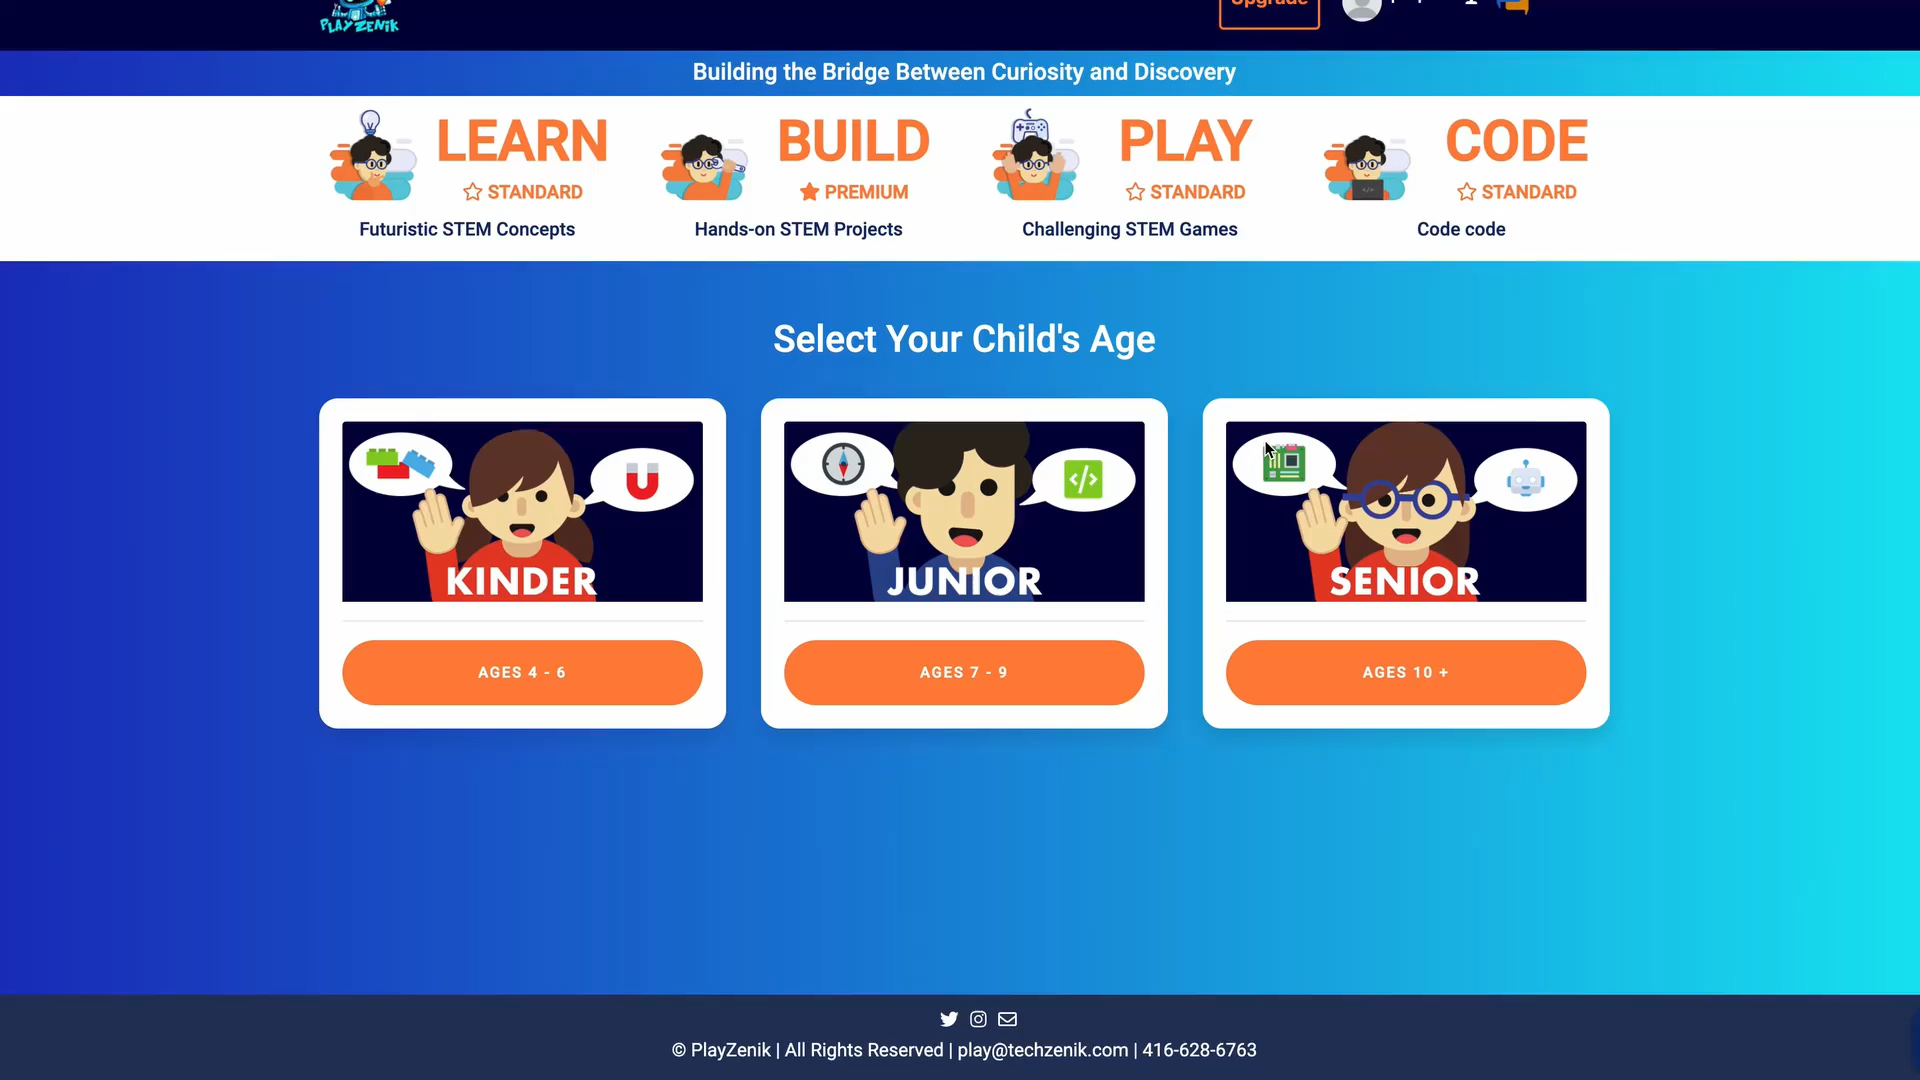 PLAYZENIK
Upgrade
Building the Bridge Between Curiosity and Discovery
LEARN
STANDARD
Futuristic STEM Concepts
BUILD
PREMIUM
Hands-on STEM Projects
PLAY
STANDARD
Challenging STEM Games
CODE
STANDARD
Code code
Select Your Child's Age
KINDER
AGES 4 - 6
JUNIOR
AGES 7 - 9
SENIOR
AGES 10 +
© PlayZenik | All Rights Reserved | play@techzenik.com | 416-628-6763